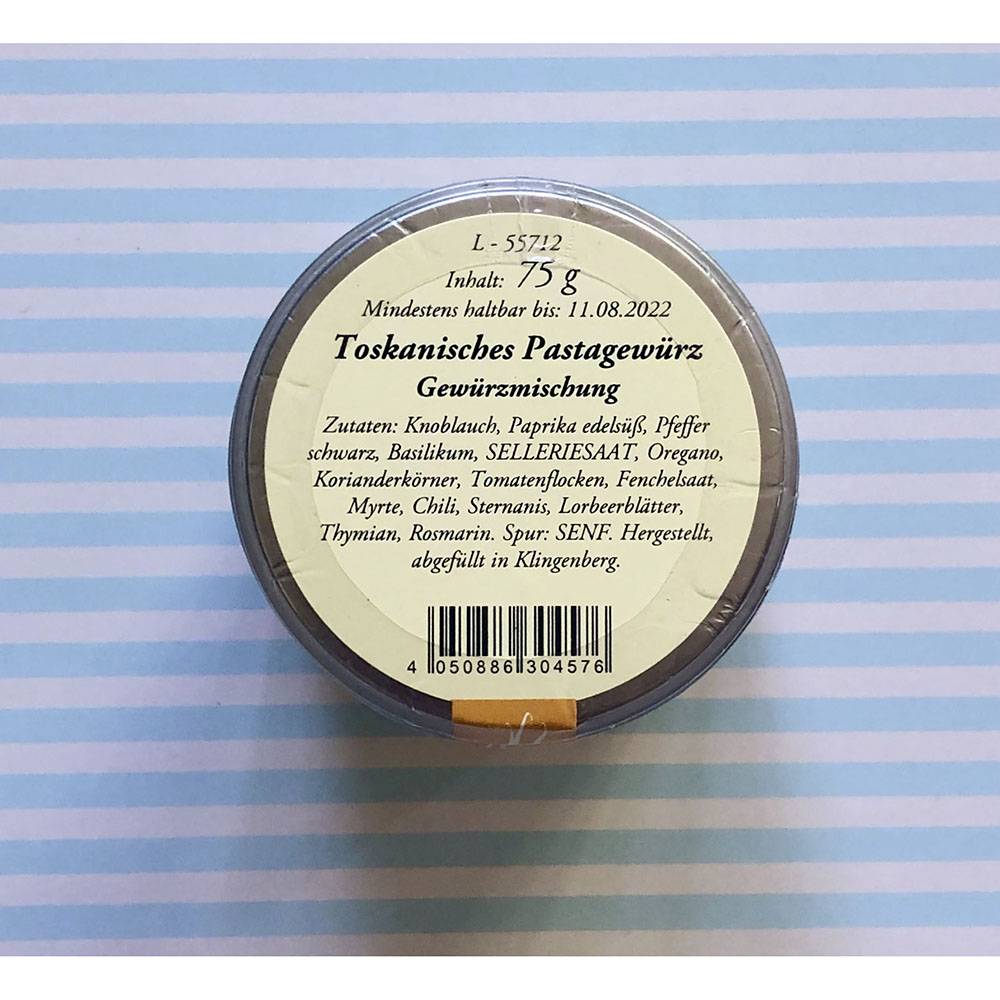 L - 55712
Inhalt: 75 g
Mindestens haltbar bis: 11.08.2022
Toskanisches Pastagewürz
Gewürzmischung
Zutaten: Knoblauch, Paprika edelsüß, Pfeffer
schwarz, Basilikum, SELLERIESAAT, Oregano,
Korianderkörner, Tomatenflocken, Fenchelsaat,
Myrte, Chili, Sternanis, Lorbeerblätter,
Thymian, Rosmarin. Spur: SENF. Hergestellt,
abgefüllt in Klingenberg.
4 050886 304576